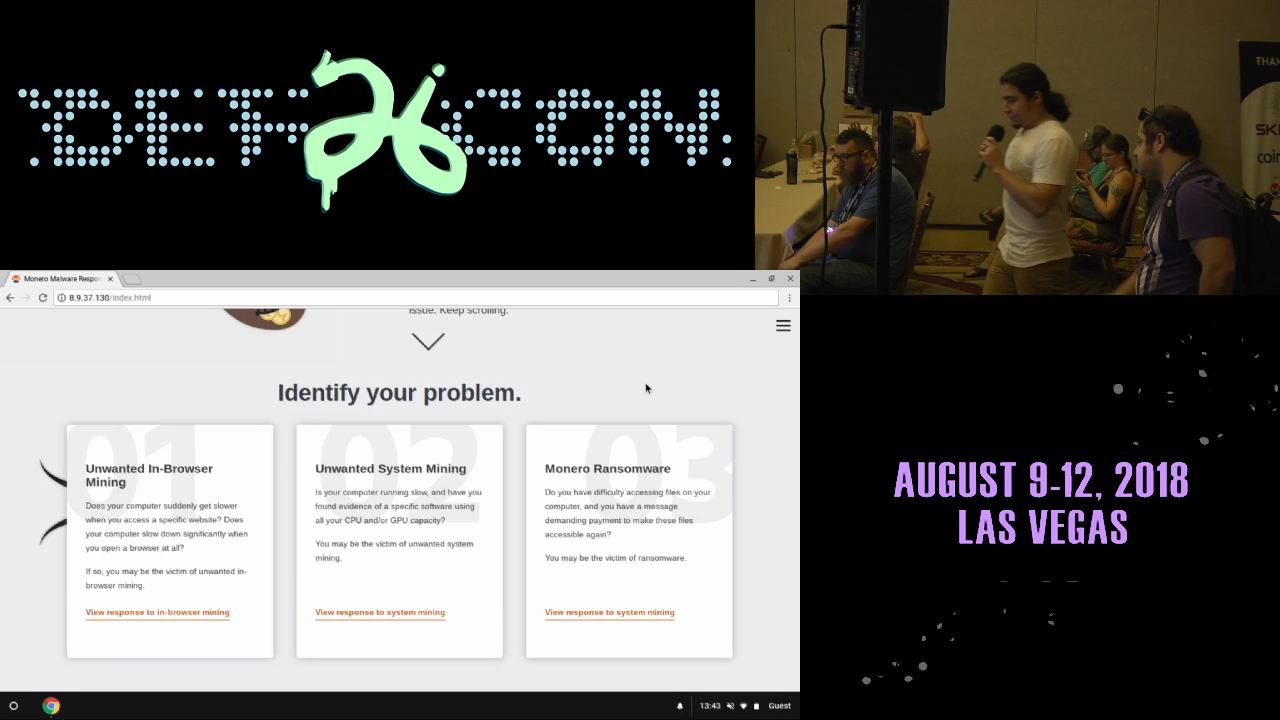 DEF 26 CON
THAN
SK
coin
Monero Malware Respon
8.9.37.130/index.html
issue. Keep scrolling.
Identify your problem.
01
Unwanted In-Browser
Mining
Does your computer suddenly get slower
when you access a specific website? Does
your computer slow down significantly when
you open a browser at all?
If so, you may be the victim of unwanted in-
browser mining.
View response to in-browser mining
02
Unwanted System Mining
Is your computer running slow, and have you
found evidence of a specific software using
all your CPU and/or GPU capacity?
You may be the victim of unwanted system
mining.
View response to system mining
03
Monero Ransomware
Do you have difficulty accessing files on your
computer, and you have a message
demanding payment to make these files
accessible again?
You may be the victim of ransomware.
View response to system mining
13:43
Guest
AUGUST 9-12, 2018
LAS VEGAS